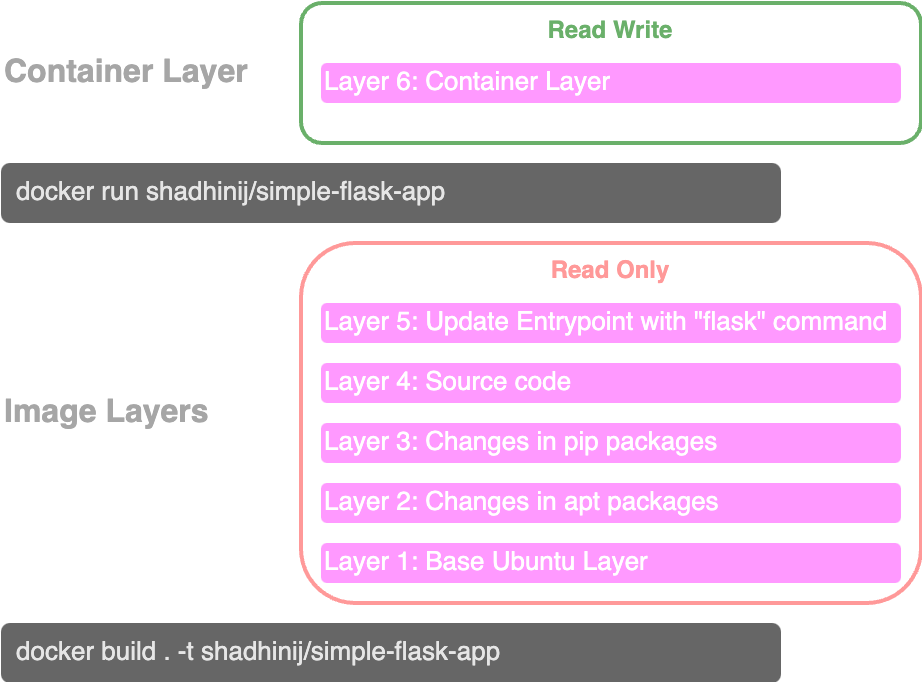 Read Write
Container Layer
Layer 6: Container Layer
docker run shadhinij/simple-flask-app
Read Only
Layer 5: Update Entrypoint with "flask" command
Layer 4: Source code
Image Layers
Layer 3: Changes in pip packages
Layer 2: Changes in apt packages
Layer 1: Base Ubuntu Layer
docker build . -t shadhinij/simple-flask-app